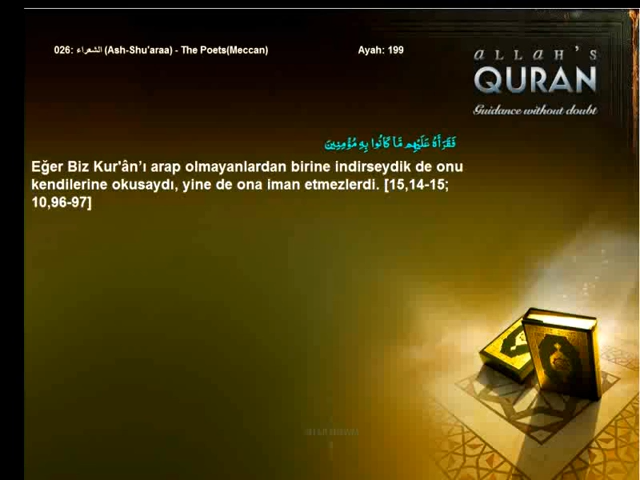 026: الشعراء (Ash-Shu'araa) - The Poets(Meccan) Ayah: 199
ALLAH'S
QURAN
Guidance without doubt
فَقَرَأَهُ عَلَيْهِم مَّا كَانُوا بِهِ مُؤْمِنِينَ
Eğer Biz Kur'ân’ı arap olmayanlardan birine indirseydik de onu
kendilerine okusaydı, yine de ona iman etmezlerdi. [15,14-15;
10,96-97]